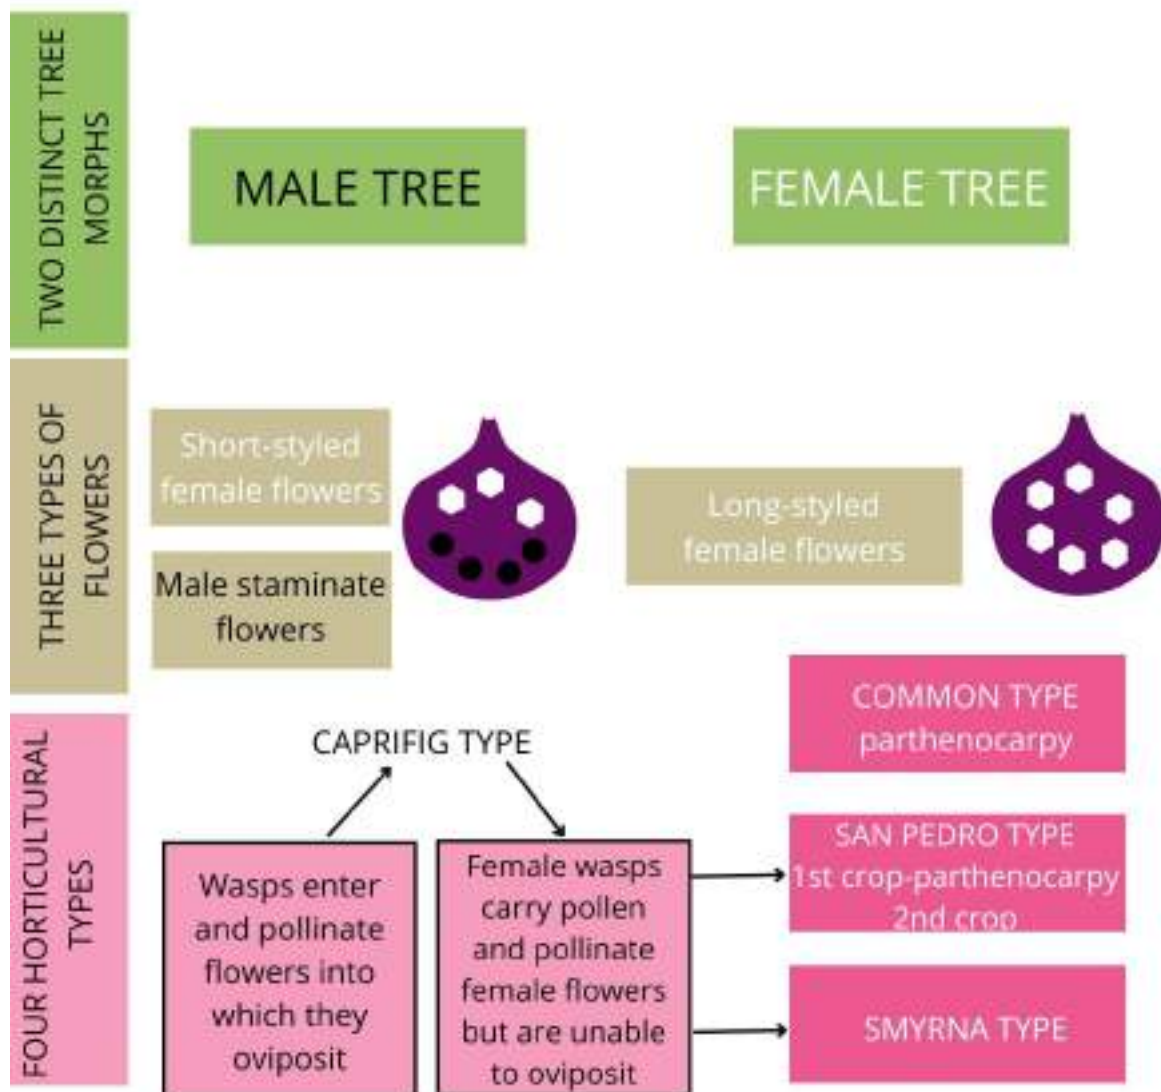 TWO DISTINCT TREE
MORPHS
MALE TREE
FEMALE TREE
THREE TYPES OF
FLOWERS
Short-styled
female flowers
Male staminate
flowers
Long-styled
female flowers
FOUR HORTICULTURAL
TYPES
CAPRIFIG TYPE
Wasps enter
and pollinate
flowers into
which they
oviposit
Female wasps
carry pollen
and pollinate
female flowers
but are unable
to oviposit
COMMON TYPE
parthenocarpy
SAN PEDRO TYPE
1st crop-parthenocarpy
2nd crop
SMYRNA TYPE